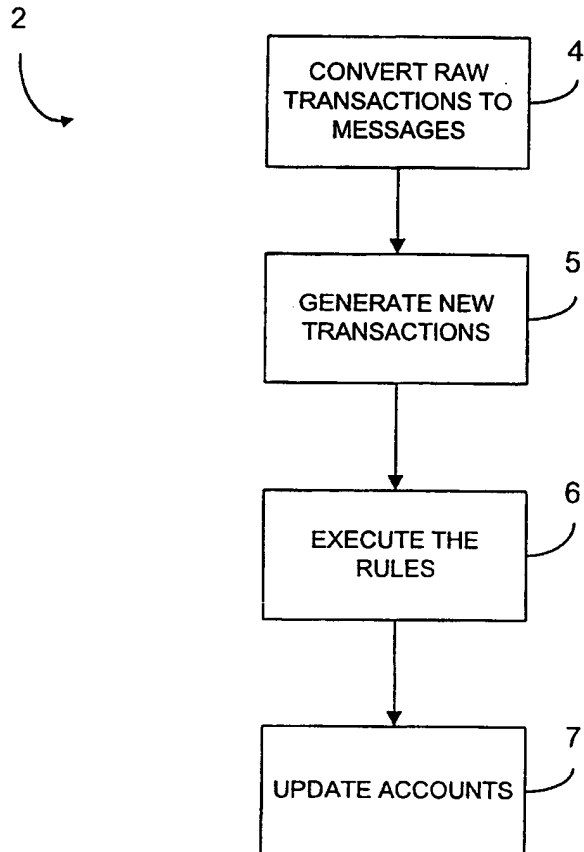 2
4
CONVERT RAW
TRANSACTIONS TO
MESSAGES
5
GENERATE NEW
TRANSACTIONS
6
EXECUTE THE
RULES
7
UPDATE ACCOUNTS